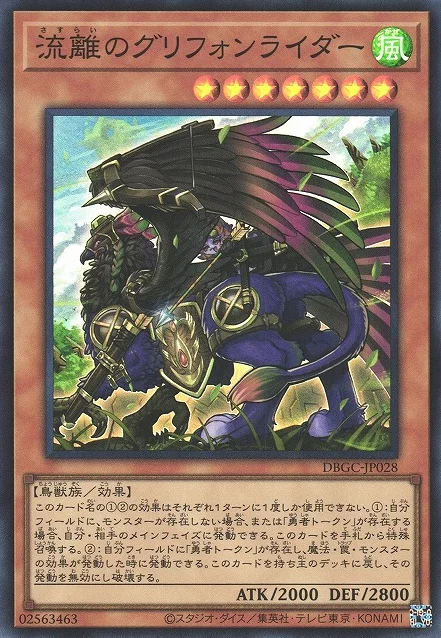 さすらい
流離のグリフォンライダー
風
DBGC-JP028
【鳥獣族／効果】
このカード名の①②の効果はそれぞれ1ターンに1度しか使用できない。①：自分
フィールドに、モンスターが存在しない場合、または「勇者トークン」が存在する
場合、自分・相手のメインフェイズに発動できる。このカードを手札から特殊
召喚する。②：自分フィールドに「勇者トークン」が存在し、魔法・罠・モンスター
の効果が発動した時に発動できる。このカードを持ち主のデッキに戻し、その
発動を無効にし破壊する。
ATK/2000 DEF/2800
02563463
©スタジオ・ダイス／集英社・テレビ東京・KONAMI